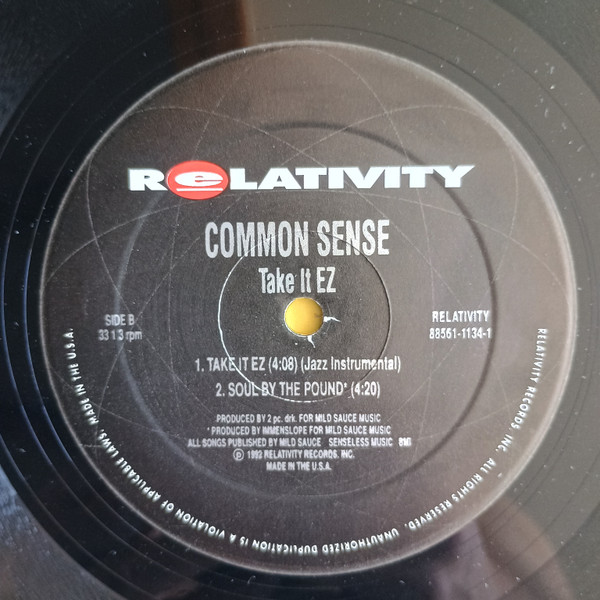 RELATIVITY
COMMON SENSE
Take It EZ
SIDE B
33 1 3 rpm
RELATIVITY
88561-1134-1
1. TAKE IT EZ (4:08) (Jazz Instrumental)
2. SOUL BY THE POUND* (4:20)
PRODUCED BY 2 pc. drk. FOR MILD SAUCE MUSIC
* PRODUCED BY IMMENSLOPE FOR MILD SAUCE MUSIC
ALL SONGS PUBLISHED BY MILD SAUCE SENSELESS MUSIC BMI
℗ 1992 RELATIVITY RECORDS, INC.
MADE IN THE U.S.A.
RELATIVITY RECORDS, INC. ALL RIGHTS RESERVED. UNAUTHORIZED DUPLICATION IS A VIOLATION OF APPLICABLE LAWS. MADE IN THE U.S.A.